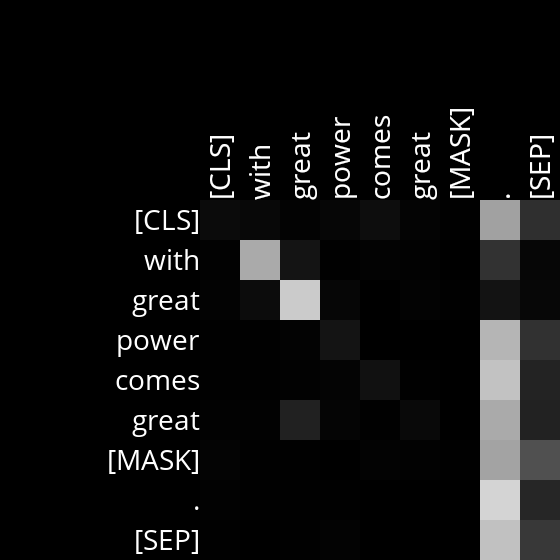 [CLS] with great power comes great [MASK] . [SEP]
[CLS]
with
great
power
comes
great
[MASK]
.
[SEP]